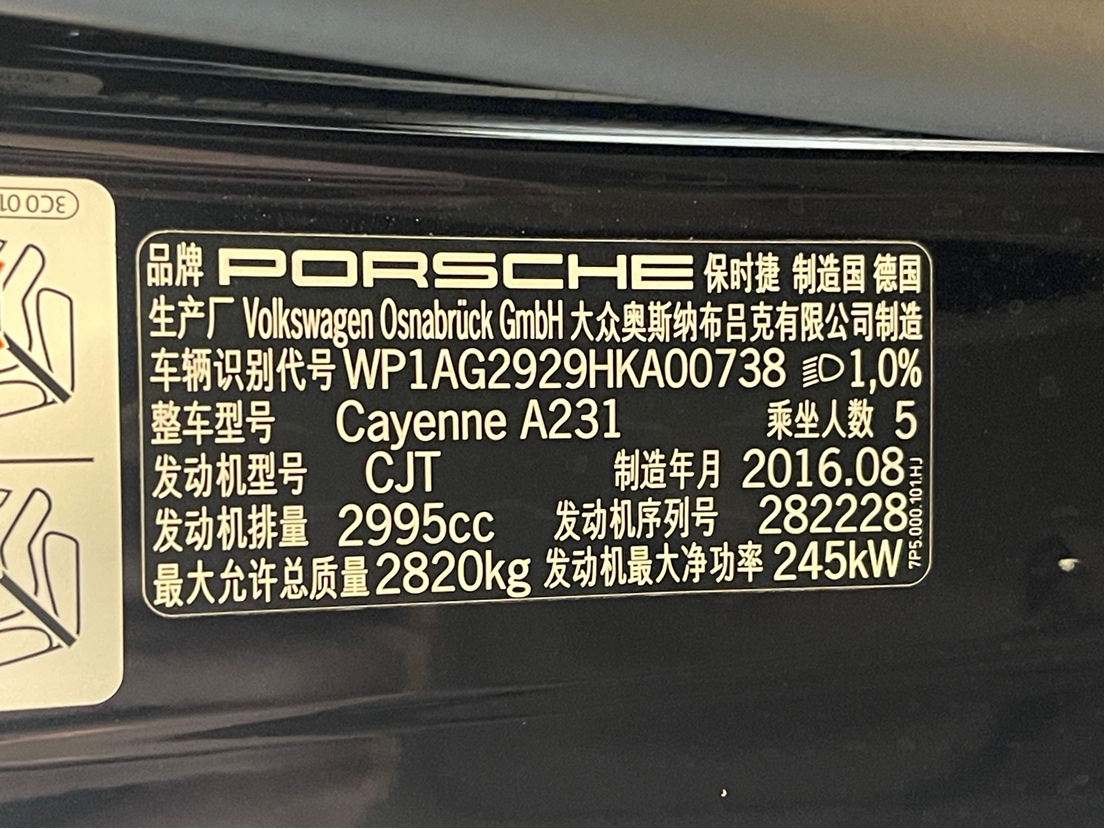 3C0 01
品牌 PORSCHE 保时捷 制造国 德国
生产厂 Volkswagen Osnabrück GmbH 大众奥斯纳布吕克有限公司制造
车辆识别代号 WP1AG2929HKA00738 1,0%
整车型号 Cayenne A231 乘坐人数 5
发动机型号 CJT 制造年月 2016.08
发动机排量 2995cc 发动机序列号 282228
最大允许总质量 2820kg 发动机最大净功率 245kW
7P5.000.101.HJ